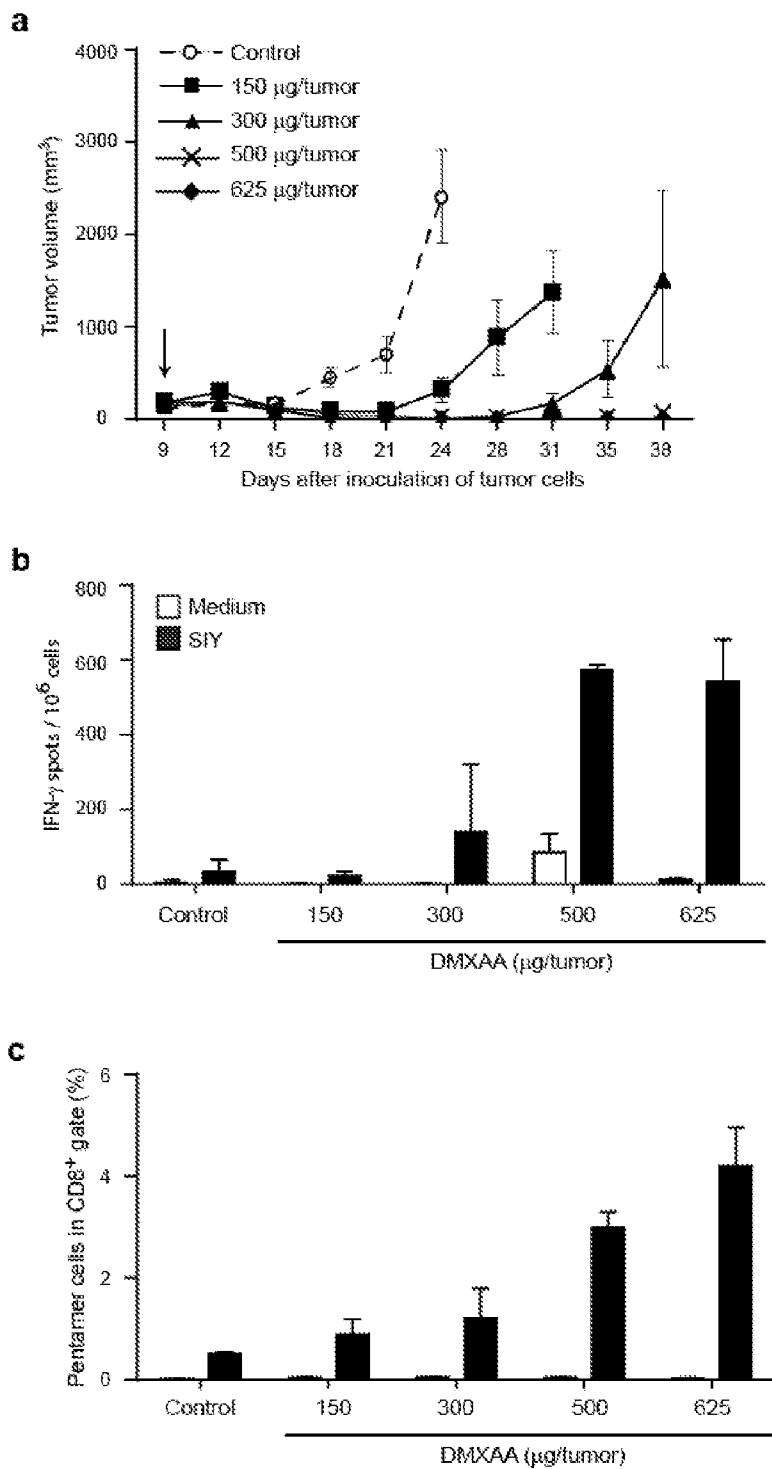 a
4000
3000
2000
1000
0
Tumor volume (mm³)
Control
150 µg/tumor
300 µg/tumor
500 µg/tumor
625 µg/tumor
9 12 15 18 21 24 28 31 35 38
Days after inoculation of tumor cells
b
800
600
400
200
0
IFN-γ spots / 10⁶ cells
Medium
SIY
Control 150 300 500 625
DMXAA (µg/tumor)
c
6
4
2
0
Pentamer cells in CD8⁺ gate (%)
Control 150 300 500 625
DMXAA (µg/tumor)